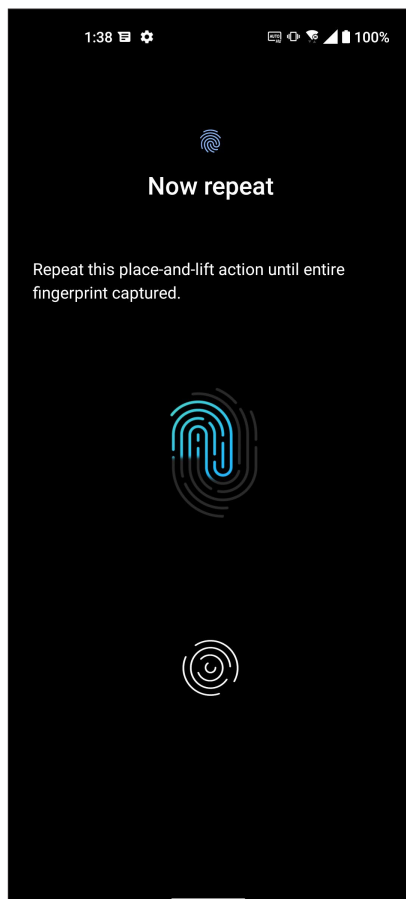 1:38
100%
Now repeat
Repeat this place-and-lift action until entire
fingerprint captured.